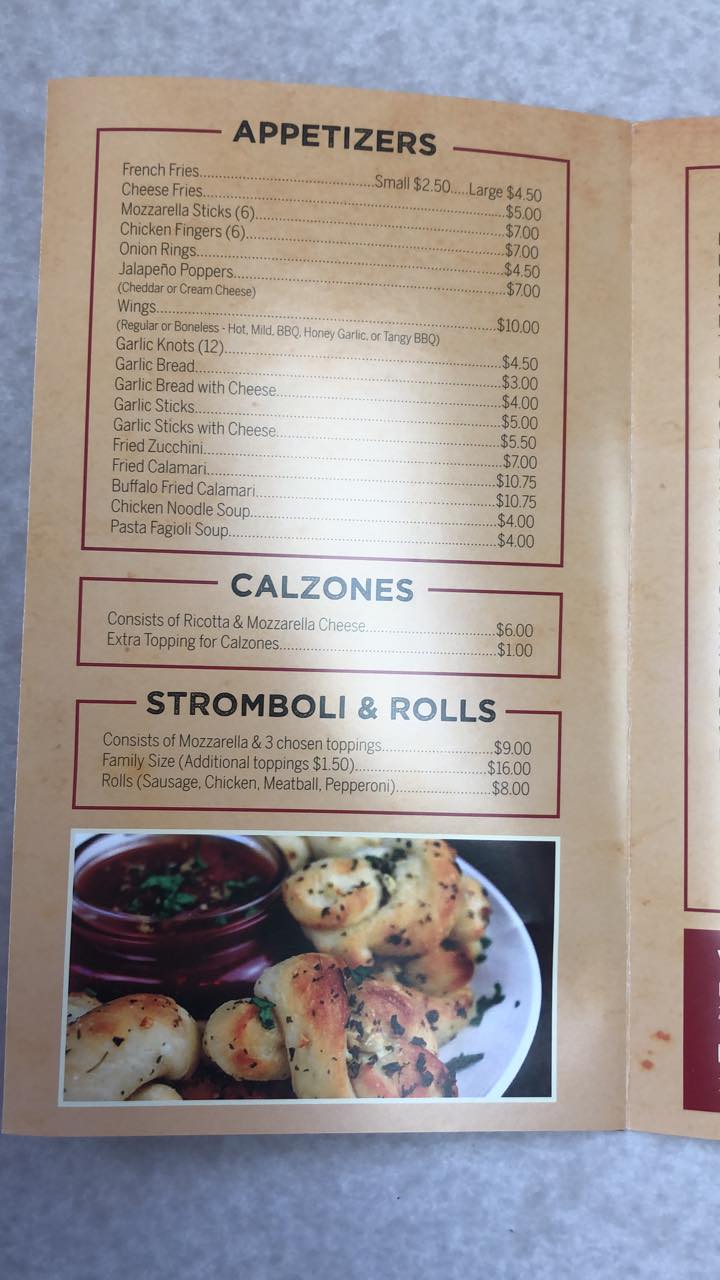 APPETIZERS
French Fries..........Small $2.50.....Large $4.50
Cheese Fries..........$5.00
Mozzarella Sticks (6)..........$7.00
Chicken Fingers (6)..........$7.00
Onion Rings..........$4.50
Jalapeño Poppers..........$7.00
(Cheddar or Cream Cheese)
Wings..........$10.00
(Regular or Boneless - Hot, Mild, BBQ, Honey Garlic, or Tangy BBQ)
Garlic Knots (12)..........$4.50
Garlic Bread..........$3.00
Garlic Bread with Cheese..........$4.00
Garlic Sticks..........$5.00
Garlic Sticks with Cheese..........$5.50
Fried Zucchini..........$7.00
Fried Calamari..........$10.75
Buffalo Fried Calamari..........$10.75
Chicken Noodle Soup..........$4.00
Pasta Fagioli Soup..........$4.00
CALZONES
Consists of Ricotta & Mozzarella Cheese..........$6.00
Extra Topping for Calzones..........$1.00
STROMBOLI & ROLLS
Consists of Mozzarella & 3 chosen toppings..........$9.00
Family Size (Additional toppings $1.50)..........$16.00
Rolls (Sausage, Chicken, Meatball, Pepperoni)..........$8.00